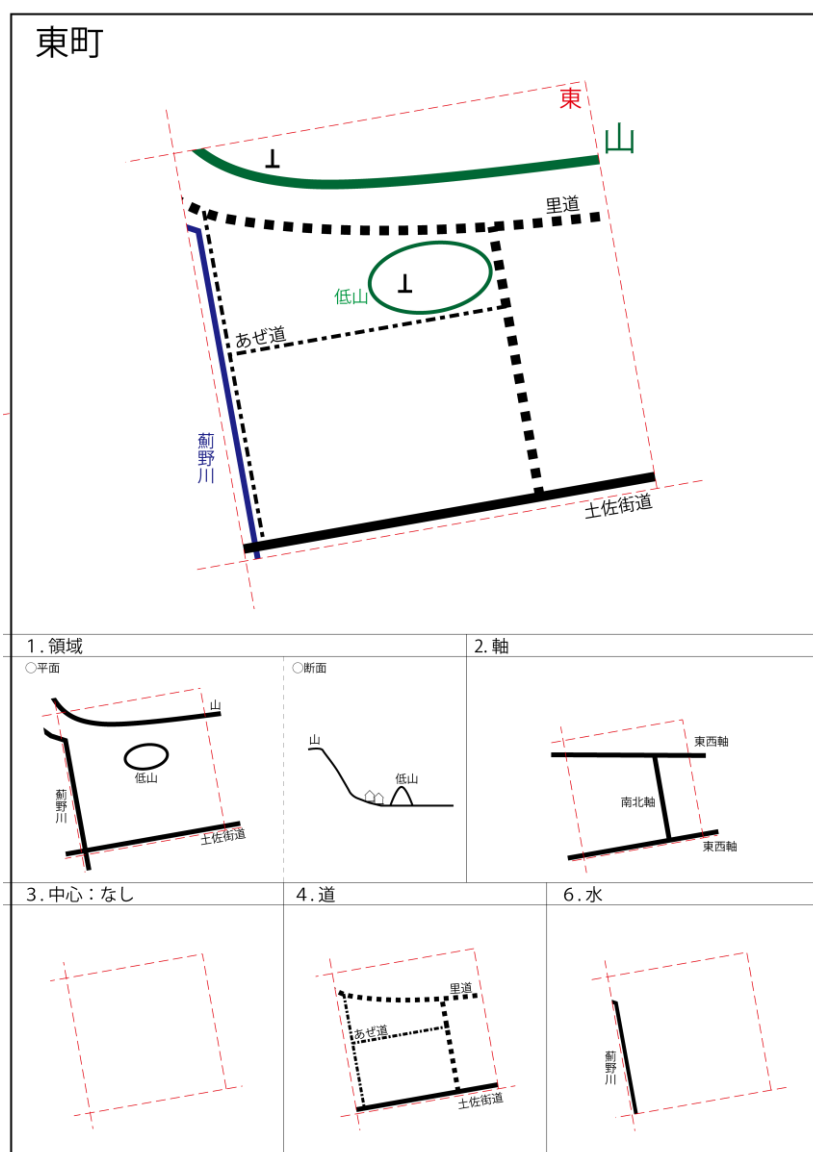 東町
東
山
里道
低山
あぜ道
薊野川
土佐街道
1.領域
○平面
山
低山
薊野川
土佐街道
○断面
山
低山
2.軸
東西軸
南北軸
東西軸
3.中心：なし
4.道
里道
あぜ道
土佐街道
6.水
薊野川